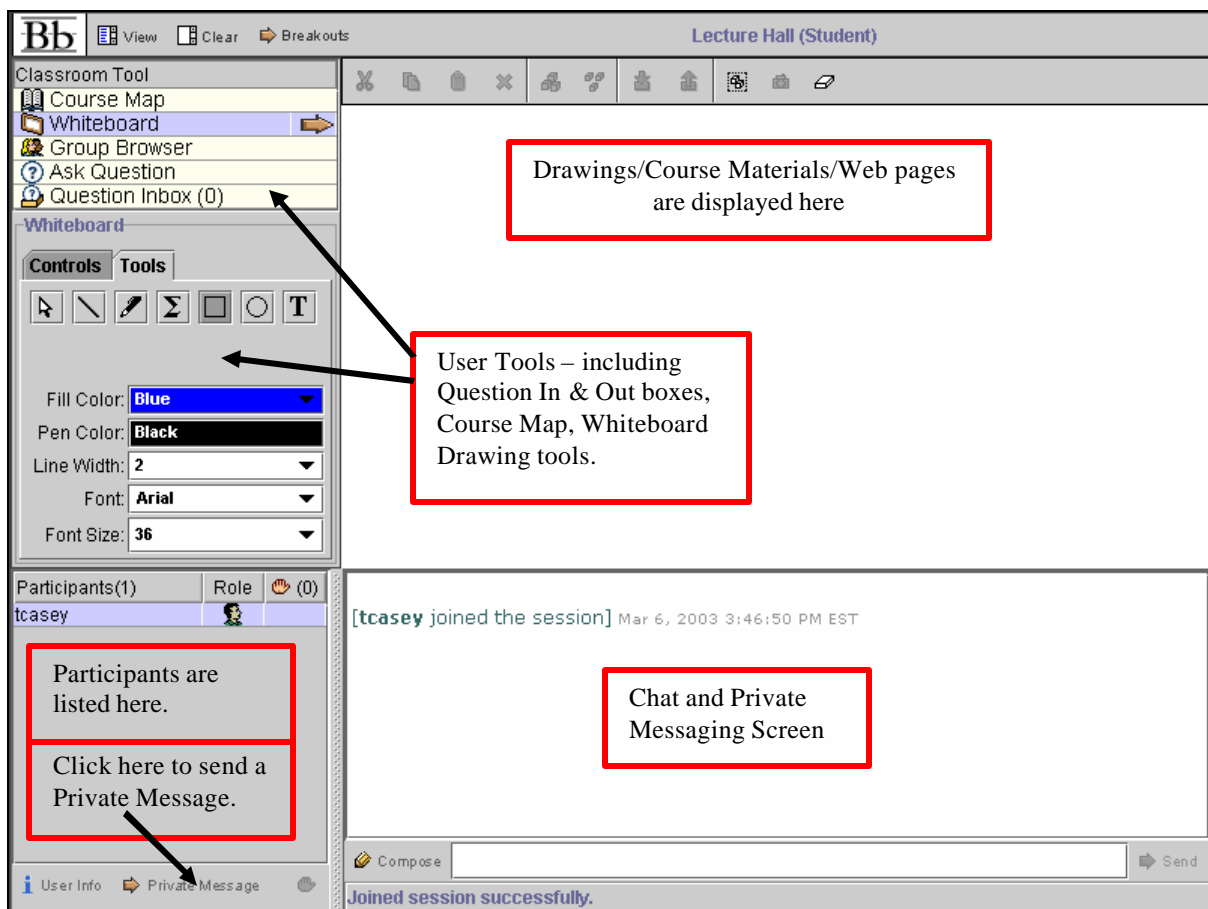 Bb View Clear Breakouts Lecture Hall (Student)
Classroom Tool
Course Map
Whiteboard
Group Browser
Ask Question
Question Inbox (0)
Drawings/Course Materials/Web pages
are displayed here
Whiteboard
Controls Tools
Σ T
User Tools – including
Question In & Out boxes,
Course Map, Whiteboard
Drawing tools.
Fill Color: Blue
Pen Color: Black
Line Width: 2
Font: Arial
Font Size: 36
Participants(1) Role (0)
tcasey
[tcasey joined the session] Mar 6, 2003 3:46:50 PM EST
Participants are
listed here.
Click here to send a
Private Message.
Chat and Private
Messaging Screen
Compose Send
User Info Private Message
Joined session successfully.